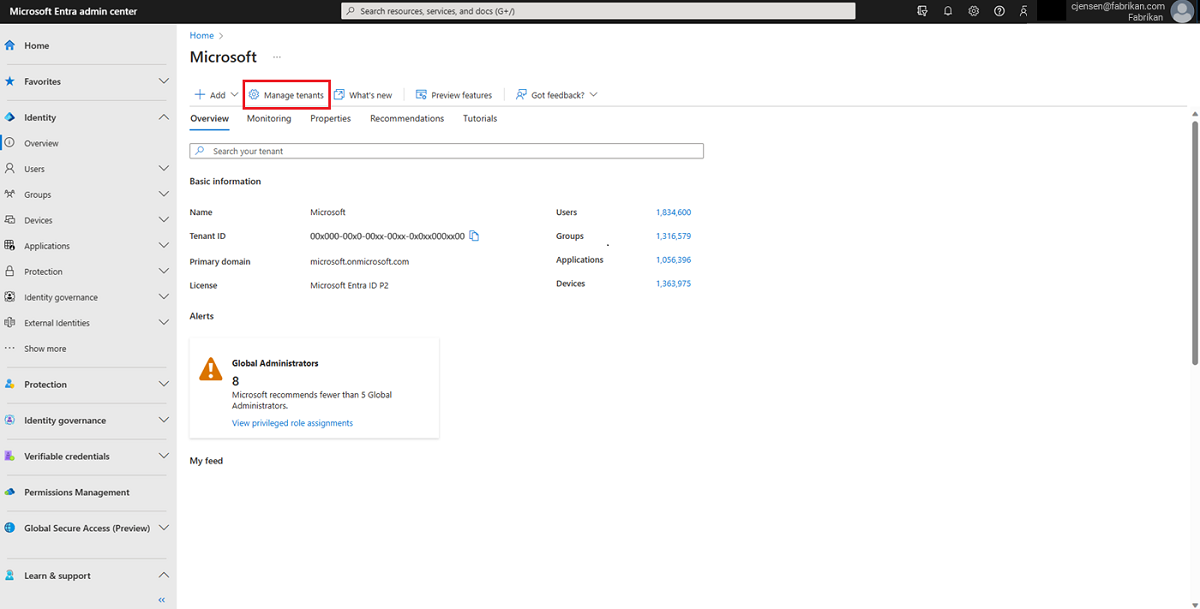 Microsoft Entra admin center
Search resources, services, and docs (G+/)
cjensen@fabrikan.com
Fabrikan
Home
Favorites
Identity
Overview
Users
Groups
Devices
Applications
Protection
Identity governance
External Identities
Show more
Protection
Identity governance
Verifiable credentials
Permissions Management
Global Secure Access (Preview)
Learn & support
Home
Microsoft
Add
Manage tenants
What's new
Preview features
Got feedback?
Overview Monitoring Properties Recommendations Tutorials
Search your tenant
Basic information
Name Microsoft Users 1,834,600
Tenant ID 00x000-00x0-00xx-00xx-0x0xx000xx00 Groups 1,316,579
Primary domain microsoft.onmicrosoft.com Applications 1,056,396
License Microsoft Entra ID P2 Devices 1,363,975
Alerts
Global Administrators
8
Microsoft recommends fewer than 5 Global
Administrators.
View privileged role assignments
My feed